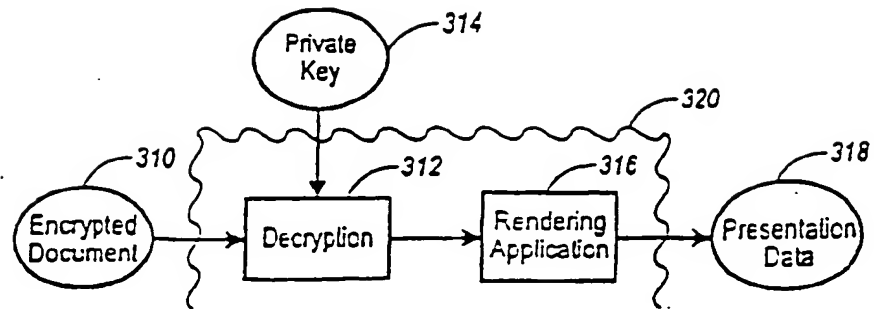 Private
Key
314
320
310
312
316
318
Encrypted
Document
Decryption
Rendering
Application
Presentation
Data